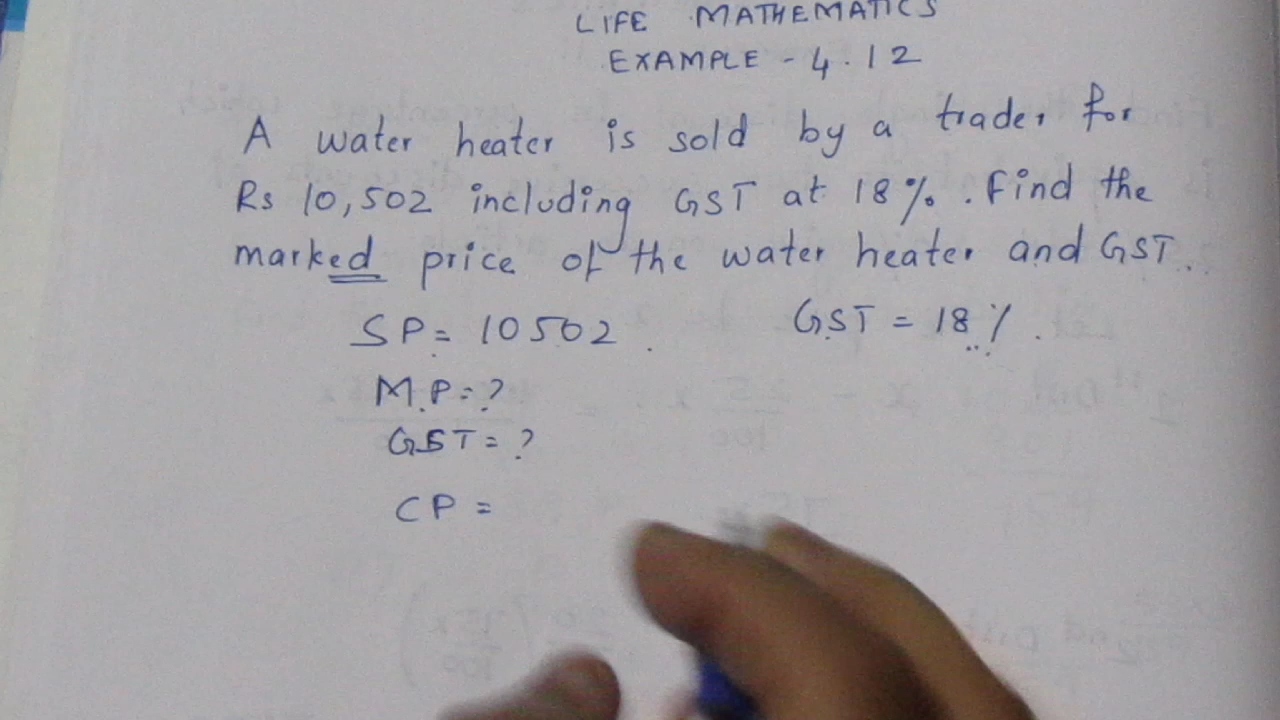 LIFE MATHEMATICS
EXAMPLE - 4.12
A water heater is sold by a trader for
Rs 10,502 including GST at 18%. Find the
marked price of the water heater and GST.
SP = 10502. GST = 18%.
M.P = ?
GST = ?
CP =